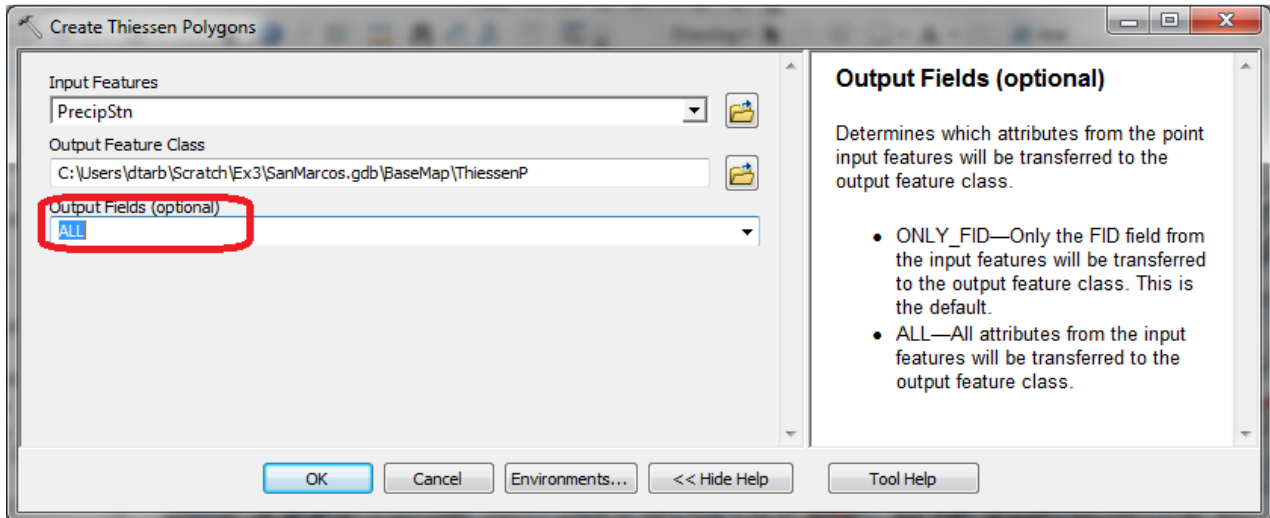 Create Thiessen Polygons
Input Features
PrecipStn
Output Feature Class
C:\Users\dtarb\Scratch\Ex3\SanMarcos.gdb\BaseMap\ThiessenP
Output Fields (optional)
ALL
Output Fields (optional)
Determines which attributes from the point
input features will be transferred to the
output feature class.
• ONLY_FID—Only the FID field from
the input features will be transferred
to the output feature class. This is
the default.
• ALL—All attributes from the input
features will be transferred to the
output feature class.
OK
Cancel
Environments...
<< Hide Help
Tool Help